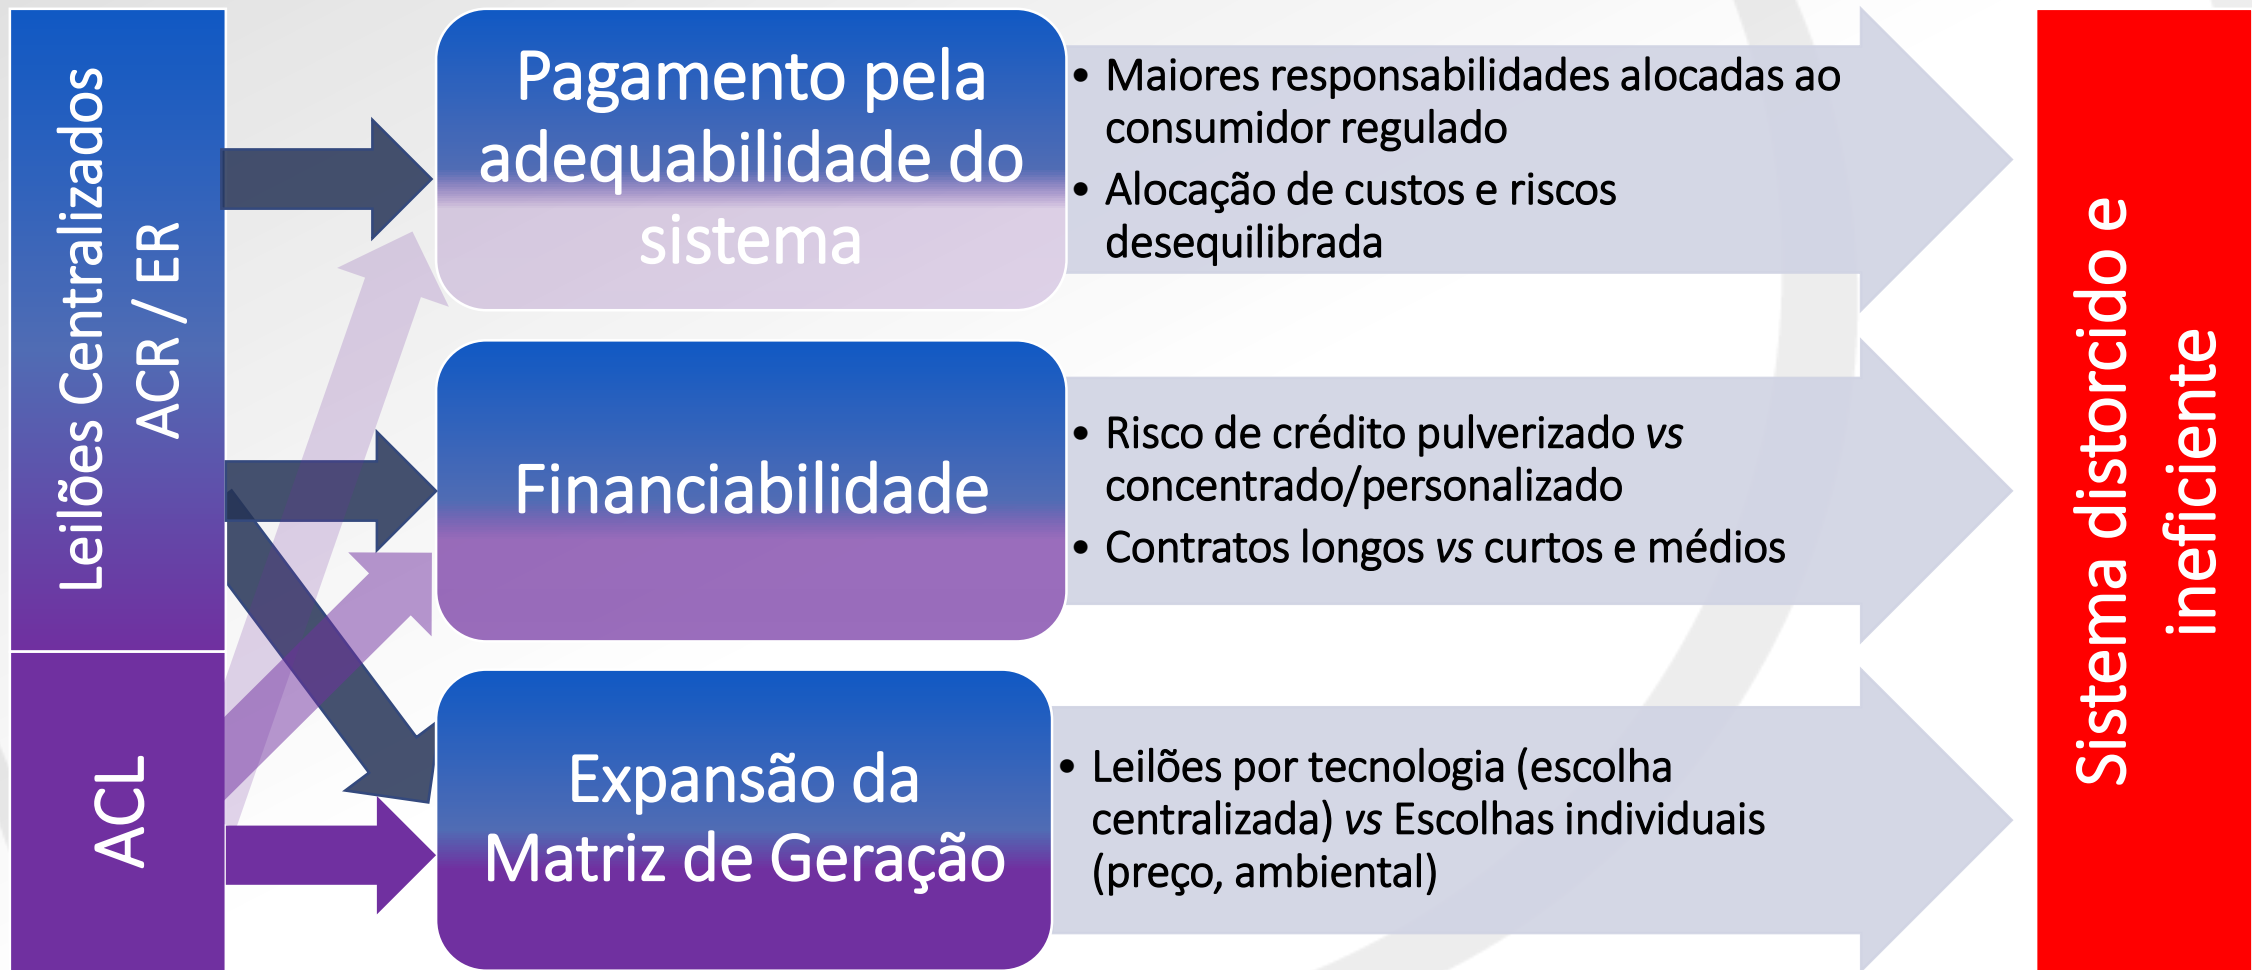 Leilões Centralizados
ACR / ER
ACL
Pagamento pela
adequabilidade do
sistema
• Maiores responsabilidades alocadas ao
consumidor regulado
• Alocação de custos e riscos
desequilibrada
Financiabilidade
• Risco de crédito pulverizado vs
concentrado/personalizado
• Contratos longos vs curtos e médios
Expansão da
Matriz de Geração
• Leilões por tecnologia (escolha
centralizada) vs Escolhas individuais
(preço, ambiental)
Sistema distorcido e
ineficiente